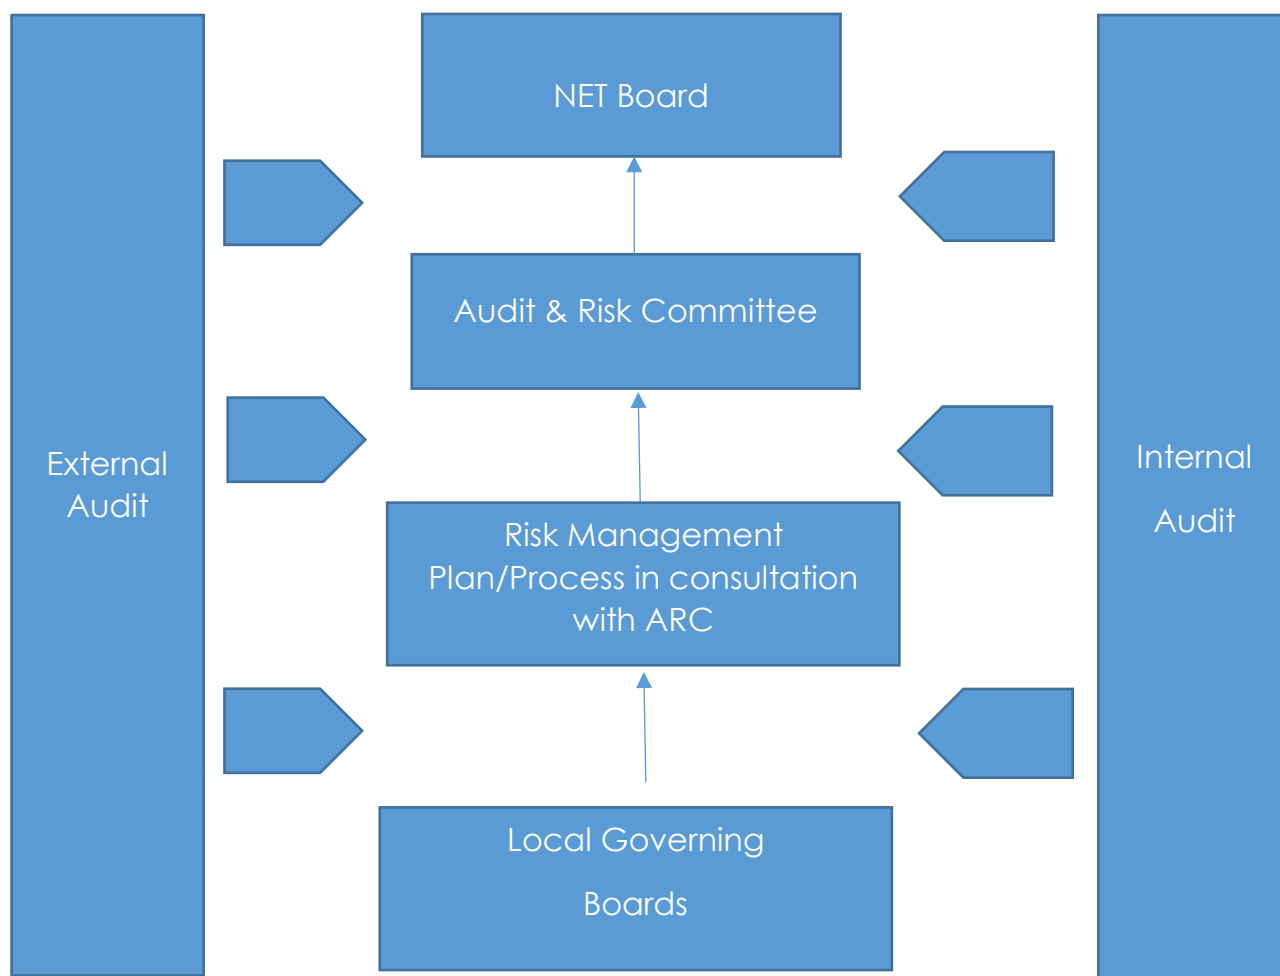 NET Board
Audit & Risk Committee
External
Audit
Internal
Audit
Risk Management
Plan/Process in consultation
with ARC
Local Governing
Boards